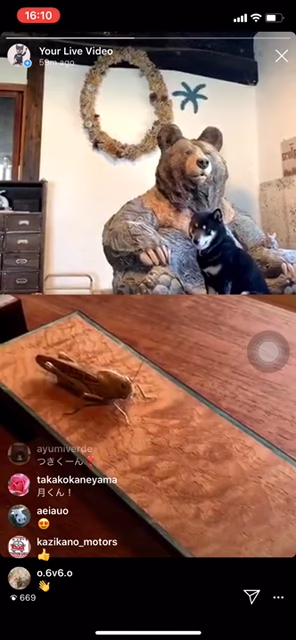 16:10
Your Live Video
59m ago
ayumiverde
つきくーん❣️
takakokaneyama
月くん！
aeiauo
😍
kazikano_motors
👍
o.6v6.o
👋
669